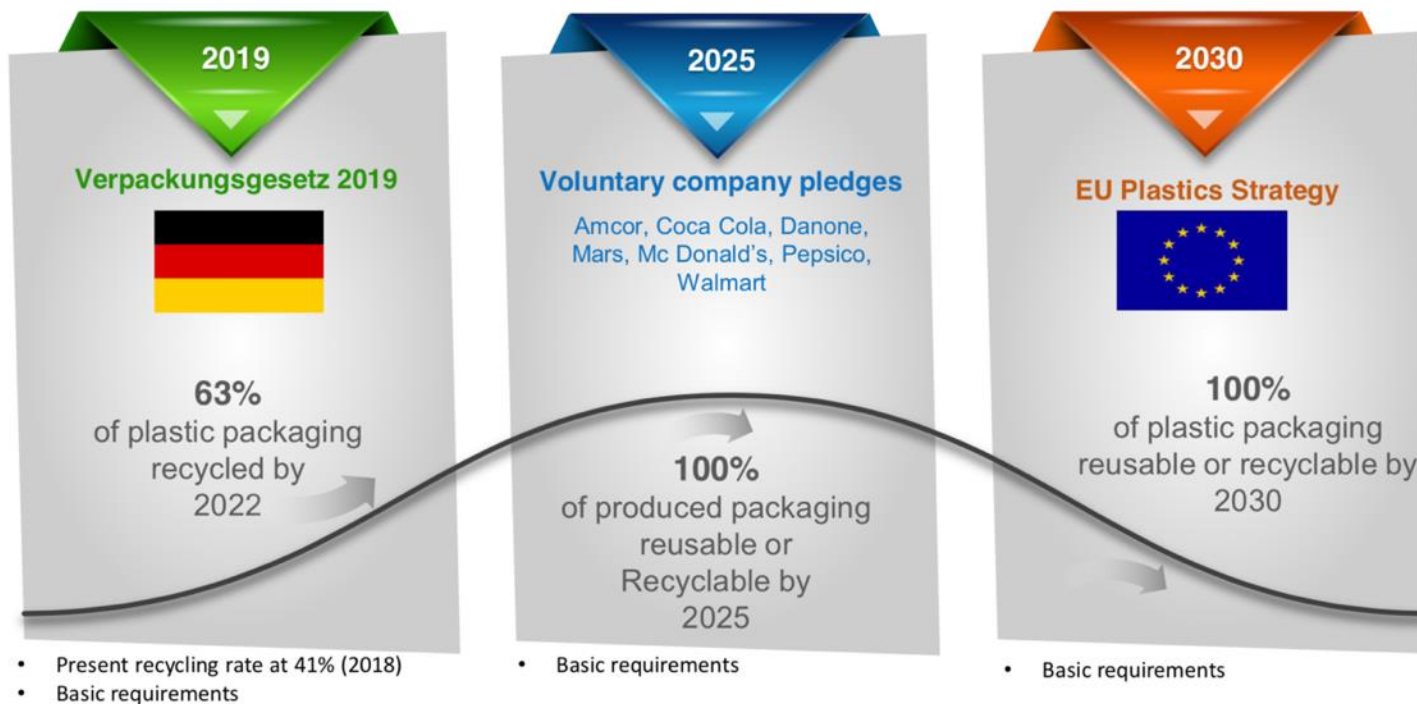 2019
Verpackungsgesetz 2019
63%
of plastic packaging
recycled by
2022
• Present recycling rate at 41% (2018)
• Basic requirements
2025
Voluntary company pledges
Amcor, Coca Cola, Danone,
Mars, Mc Donald's, Pepsico,
Walmart
100%
of produced packaging
reusable or
Recyclable by
2025
• Basic requirements
2030
EU Plastics Strategy
100%
of plastic packaging
reusable or recyclable by
2030
• Basic requirements